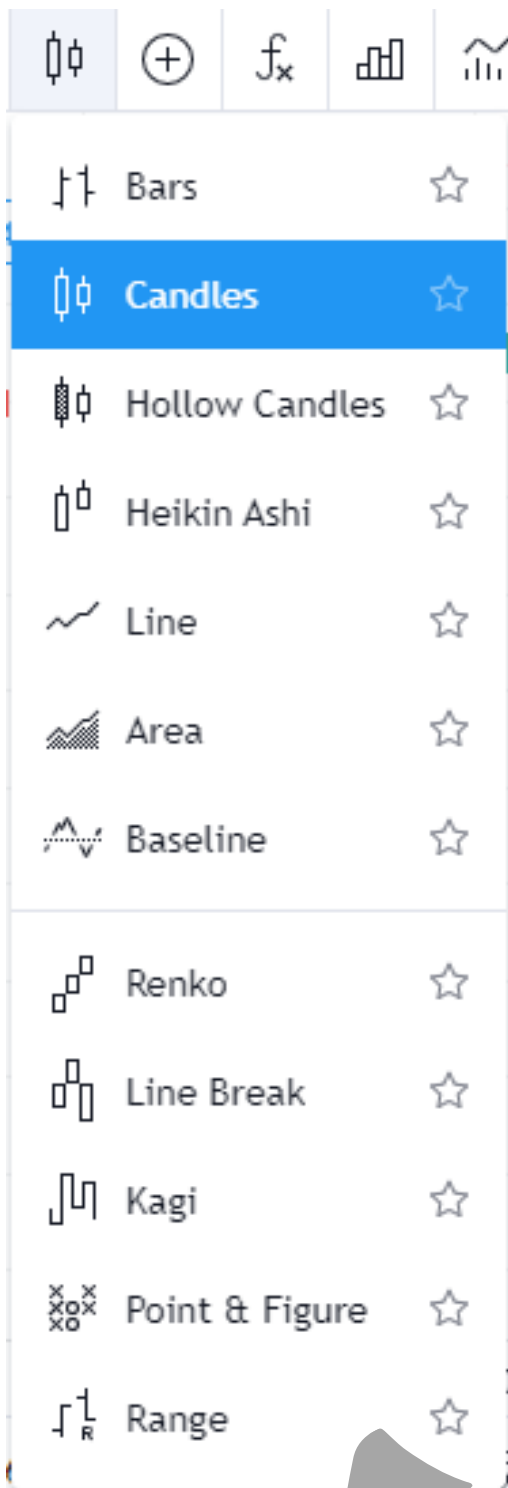 Bars
Candles
Hollow Candles
Heikin Ashi
Line
Area
Baseline
Renko
Line Break
Kagi
Point & Figure
Range